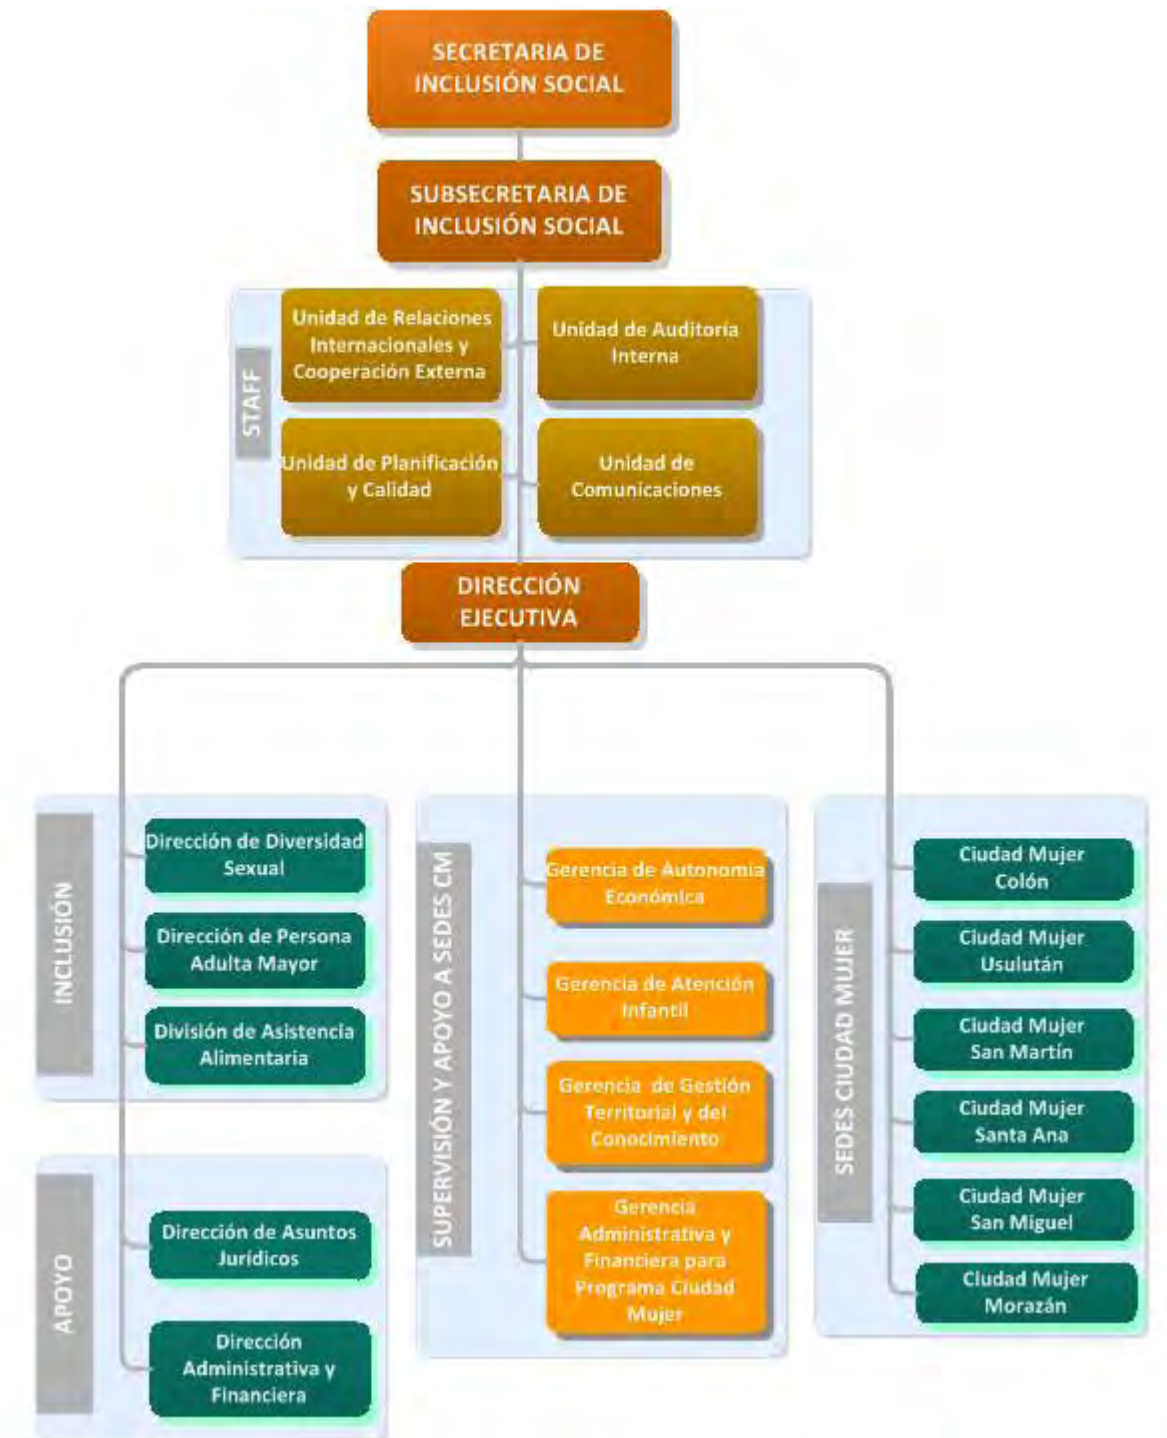 SECRETARIA DE
INCLUSIÓN SOCIAL
SUBSECRETARIA DE
INCLUSIÓN SOCIAL
STAFF
Unidad de Relaciones
Internacionales y
Cooperación Externa
Unidad de Auditoría
Interna
Unidad de Planificación
y Calidad
Unidad de
Comunicaciones
DIRECCIÓN
EJECUTIVA
INCLUSIÓN
Dirección de Diversidad
Sexual
Dirección de Persona
Adulta Mayor
División de Asistencia
Alimentaria
APOYO
Dirección de Asuntos
Jurídicos
Dirección
Administrativa y
Financiera
SUPERVISIÓN Y APOYO A SEDES CM
Gerencia de Autonomía
Económica
Gerencia de Atención
Infantil
Gerencia de Gestión
Territorial y del
Conocimiento
Gerencia
Administrativa y
Financiera para
Programa Ciudad
Mujer
SEDES CIUDAD MUJER
Ciudad Mujer
Colón
Ciudad Mujer
Usulután
Ciudad Mujer
San Martín
Ciudad Mujer
Santa Ana
Ciudad Mujer
San Miguel
Ciudad Mujer
Morazán